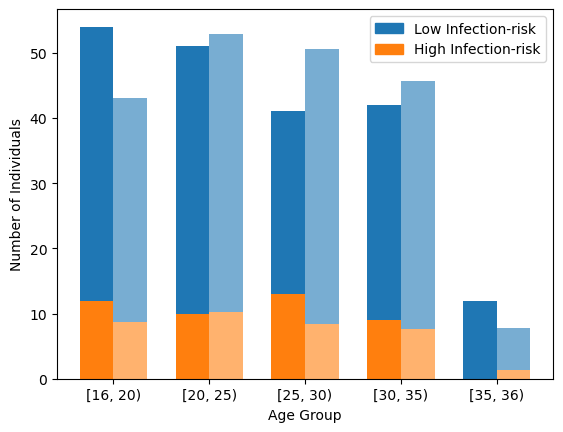 Low Infection-risk
High Infection-risk
50
40
30
20
10
0
Number of Individuals
[16, 20)
[20, 25)
[25, 30)
[30, 35)
[35, 36)
Age Group